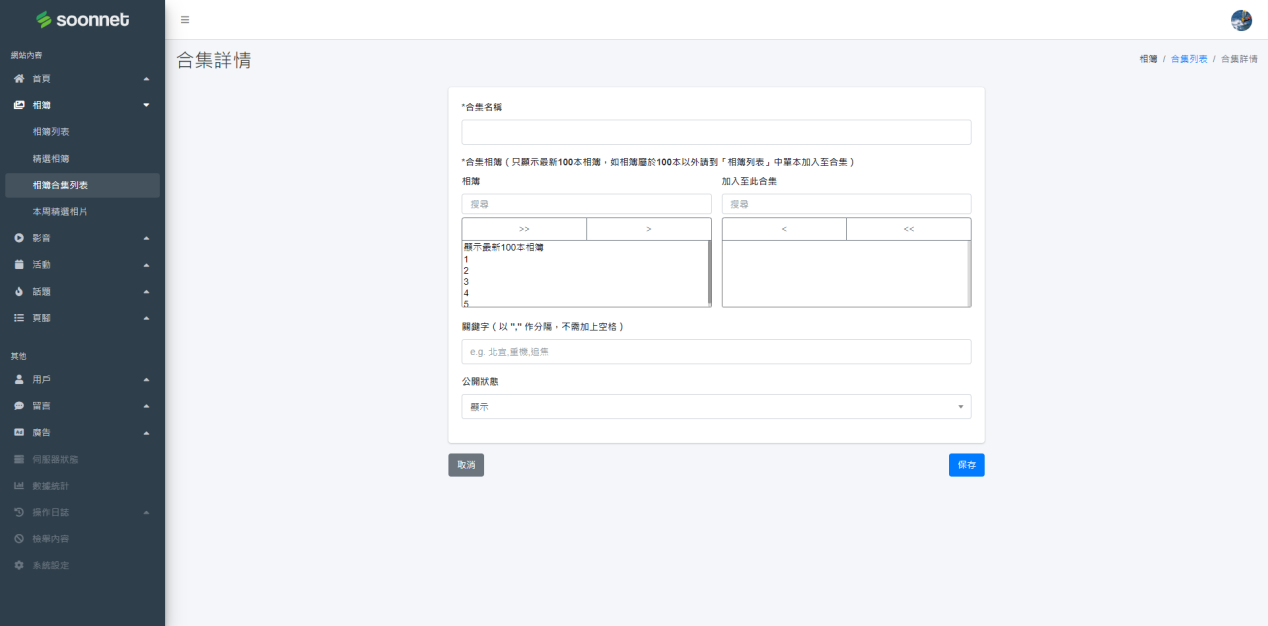 soonnet
網站內容
首頁
相簿
相簿列表
精選相簿
相簿合集列表
本周精選相片
影音
活動
話題
頁腳
其他
用戶
留言
廣告
伺服器狀態
數據統計
操作日誌
檢舉內容
系統設定
合集詳情
相簿 / 合集列表 / 合集詳情
*合集名稱
*合集相簿（只顯示最新100本相簿，如相簿屬於100本以外請到「相簿列表」中單本加入至合集）
相簿
加入至此合集
搜尋
搜尋
>> >
< <<
顯示最新100本相簿
1
2
3
4
5
關鍵字（以 "," 作分隔，不需加上空格）
e.g. 北宜,重機,追焦
公開狀態
顯示
取消
保存